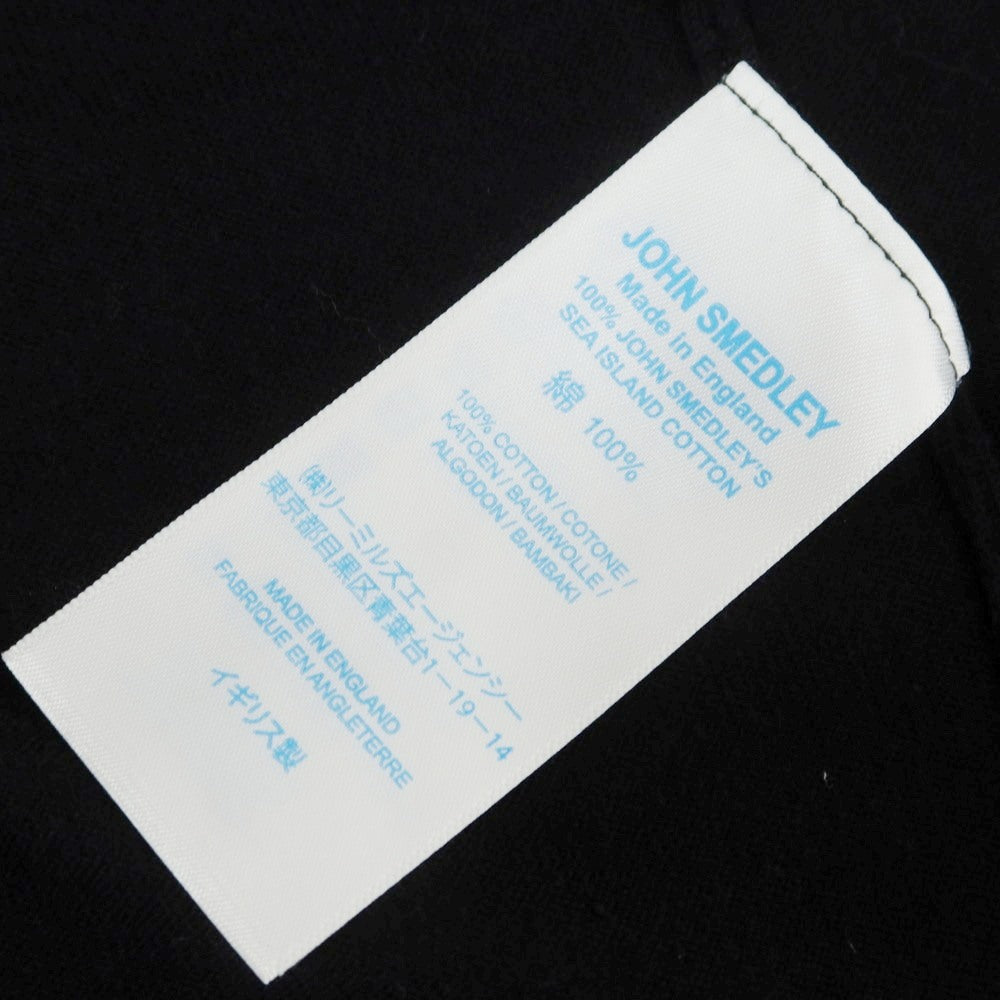 JOHN SMEDLEY
Made in England
100% JOHN SMEDLEY'S
SEA ISLAND COTTON
綿 100%
100% COTTON / COTONE /
KATOEN / BAUMWOLLE /
ALGODON / BAMBAKI
㈱リーミルズエージェンシー
東京都目黒区青葉台1-19-14
MADE IN ENGLAND
FABRIQUE EN ANGLETERRE
イギリス製